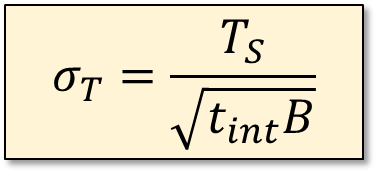 σ_T = T_S / √(t_int B)